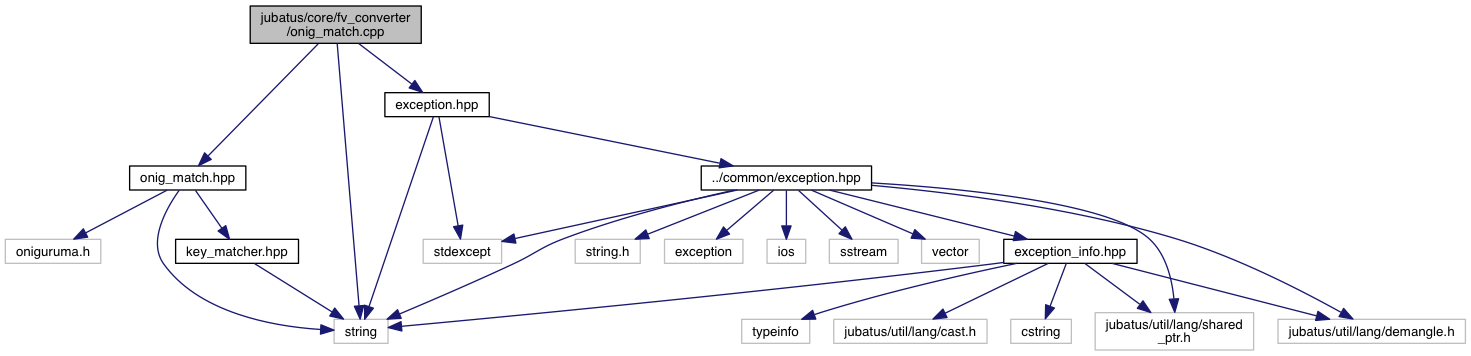 jubatus/core/fv_converter
/onig_match.cpp
exception.hpp
onig_match.hpp
../common/exception.hpp
oniguruma.h
key_matcher.hpp
stdexcept
string.h
exception
ios
sstream
vector
exception_info.hpp
string
typeinfo
jubatus/util/lang/cast.h
cstring
jubatus/util/lang/shared
_ptr.h
jubatus/util/lang/demangle.h